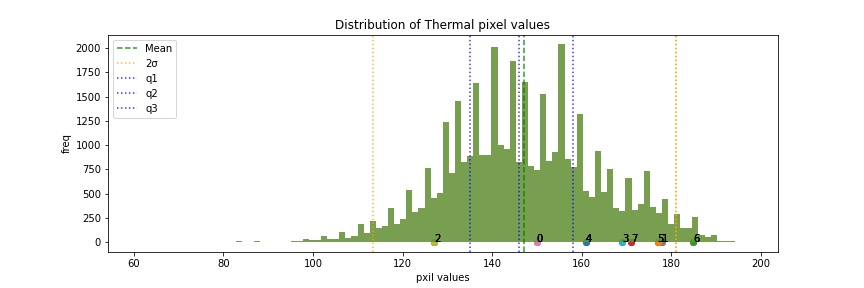 Distribution of Thermal pixel values
Mean
2σ
q1
q2
q3
freq
2000
1750
1500
1250
1000
750
500
250
0
2 0 4 3 7 5 1 6
60 80 100 120 140 160 180 200
pxil values